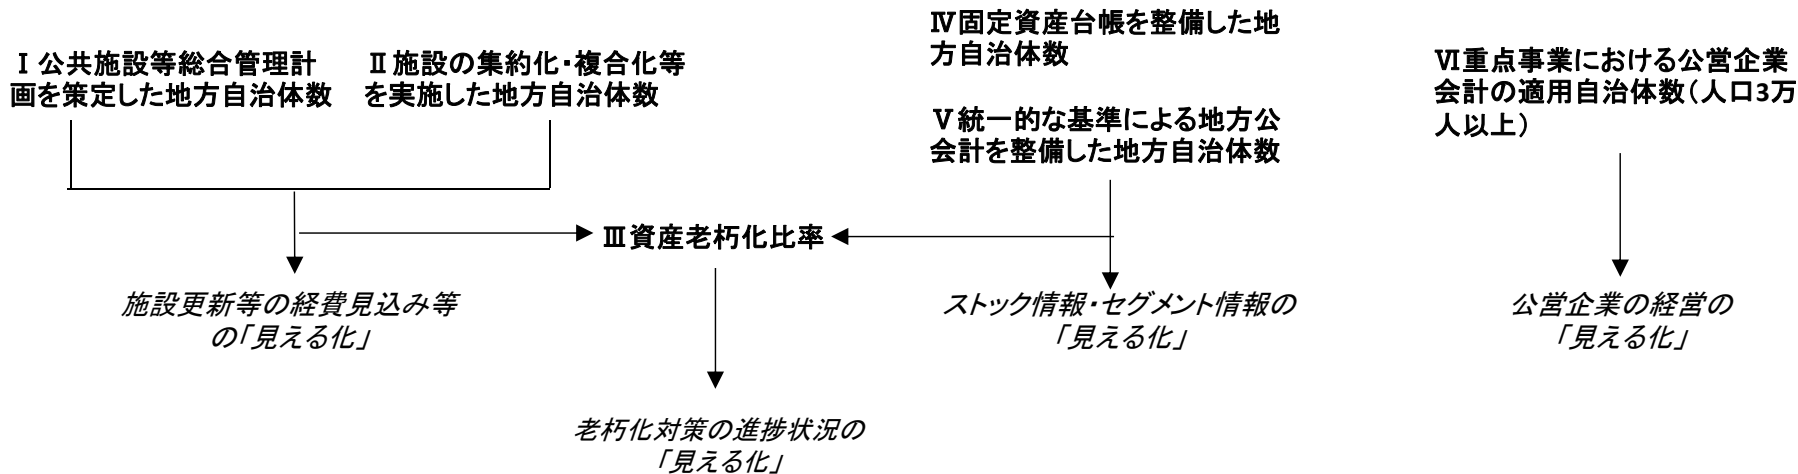 Ⅰ公共施設等総合管理計
画を策定した地方自治体数
Ⅱ施設の集約化・複合化等
を実施した地方自治体数
Ⅳ固定資産台帳を整備した地
方自治体数
Ⅴ統一的な基準による地方公
会計を整備した地方自治体数
Ⅵ重点事業における公営企業
会計の適用自治体数（人口3万
人以上）
Ⅲ資産老朽化比率
施設更新等の経費見込み等
の「見える化」
ストック情報・セグメント情報の
「見える化」
公営企業の経営の
「見える化」
老朽化対策の進捗状況の
「見える化」